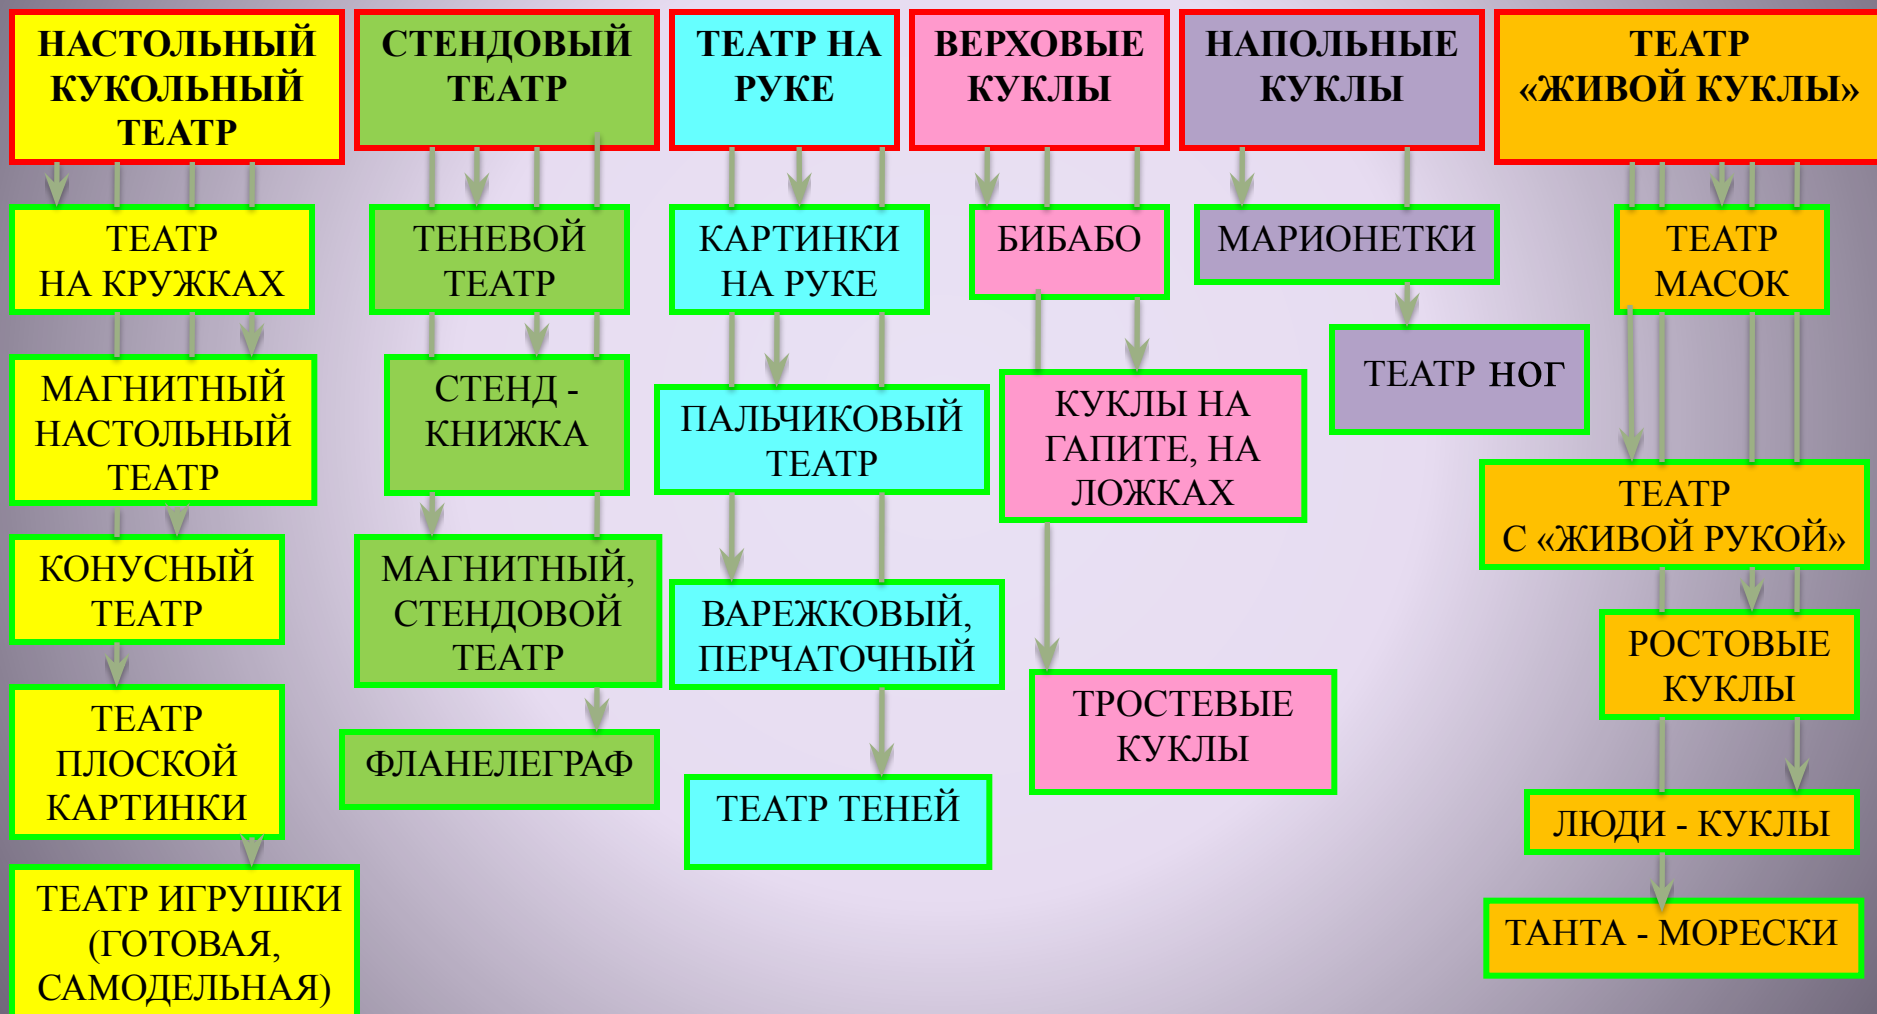 НАСТОЛЬНЫЙ
КУКОЛЬНЫЙ
ТЕАТР
ТЕАТР
НА КРУЖКАХ
МАГНИТНЫЙ
НАСТОЛЬНЫЙ
ТЕАТР
КОНУСНЫЙ
ТЕАТР
ТЕАТР
ПЛОСКОЙ
КАРТИНКИ
ТЕАТР ИГРУШКИ
(ГОТОВАЯ,
САМОДЕЛЬНАЯ)
СТЕНДОВЫЙ
ТЕАТР
ТЕНЕВОЙ
ТЕАТР
СТЕНД -
КНИЖКА
МАГНИТНЫЙ,
СТЕНДОВОЙ
ТЕАТР
ФЛАНЕЛЕГРАФ
ТЕАТР НА
РУКЕ
КАРТИНКИ
НА РУКЕ
ПАЛЬЧИКОВЫЙ
ТЕАТР
ВАРЕЖКОВЫЙ,
ПЕРЧАТОЧНЫЙ
ТЕАТР ТЕНЕЙ
ВЕРХОВЫЕ
КУКЛЫ
БИБАБО
КУКЛЫ НА
ГАПИТЕ, НА
ЛОЖКАХ
ТРОСТЕВЫЕ
КУКЛЫ
НАПОЛЬНЫЕ
КУКЛЫ
МАРИОНЕТКИ
ТЕАТР НОГ
ТЕАТР
«ЖИВОЙ КУКЛЫ»
ТЕАТР
МАСОК
ТЕАТР
С «ЖИВОЙ РУКОЙ»
РОСТОВЫЕ
КУКЛЫ
ЛЮДИ - КУКЛЫ
ТАНТА - МОРЕСКИ